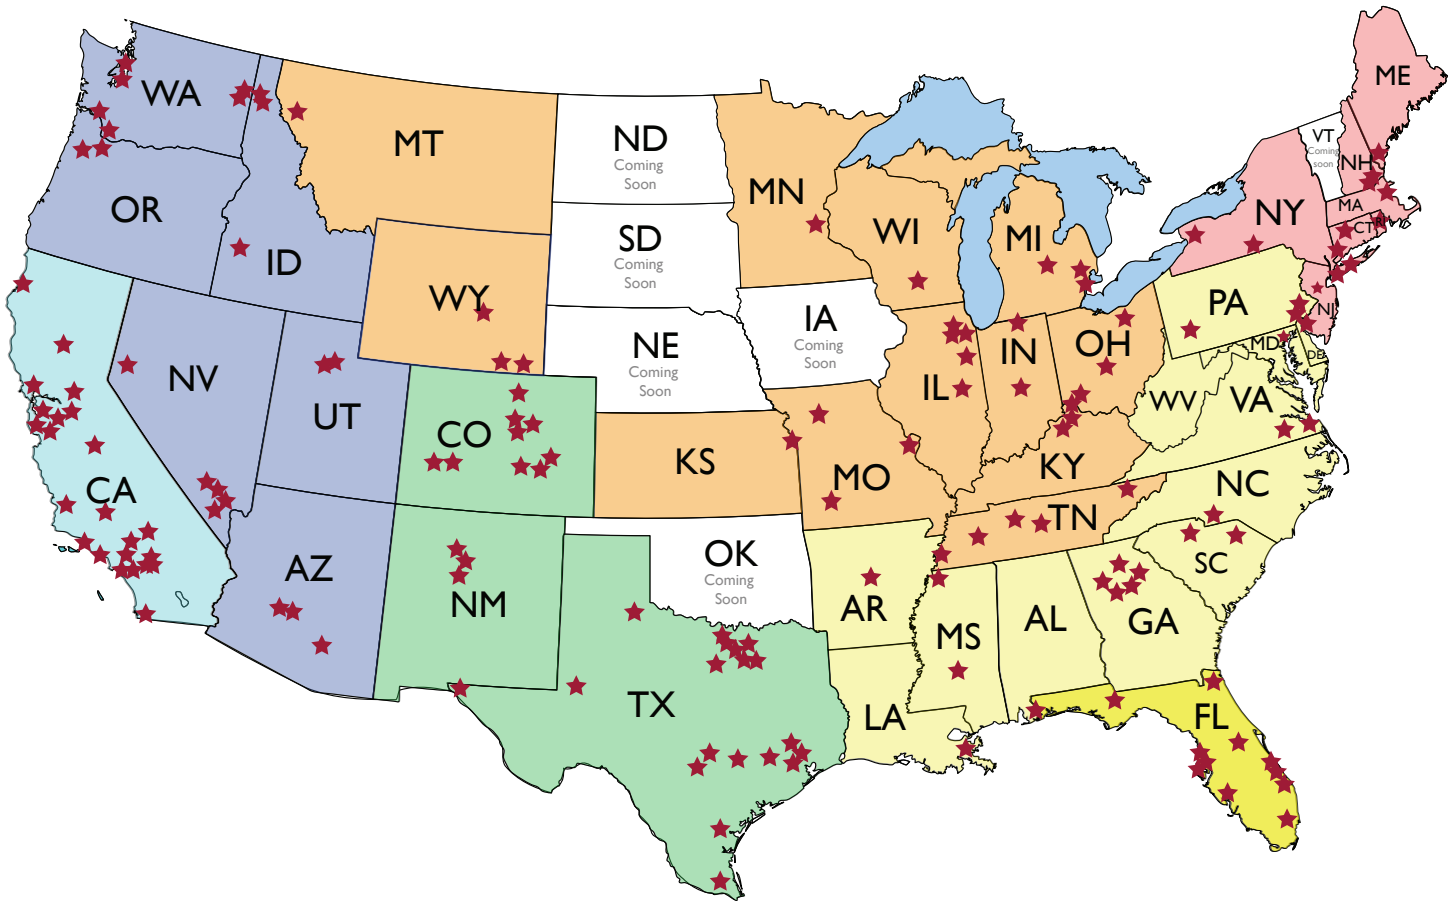 WA
MT
ND
Coming
Soon
MN
ME
VT
Coming
soon
NH
OR
ID
SD
Coming
Soon
WI
MI
NY
MA
CT
RI
WY
NE
Coming
Soon
IA
Coming
Soon
PA
NJ
NV
UT
CO
KS
IL
IN
OH
MD
DE
WV
VA
CA
MO
KY
NC
TN
AZ
NM
OK
Coming
Soon
AR
SC
MS
AL
GA
TX
LA
FL